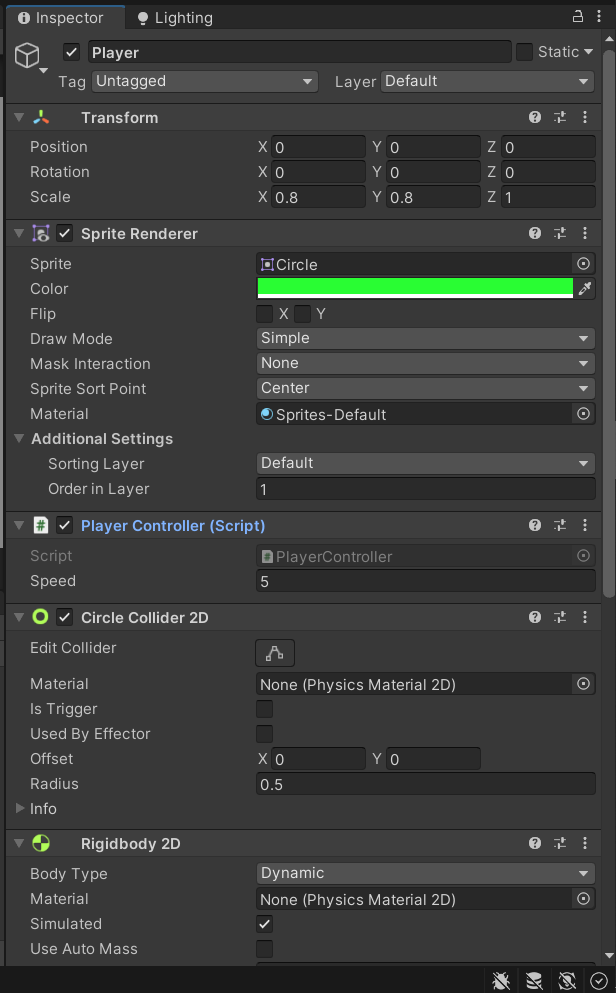 Inspector Lighting
Player Static
Tag Untagged Layer Default
Transform
Position X 0 Y 0 Z 0
Rotation X 0 Y 0 Z 0
Scale X 0.8 Y 0.8 Z 1
Sprite Renderer
Sprite Circle
Color
Flip X Y
Draw Mode Simple
Mask Interaction None
Sprite Sort Point Center
Material Sprites-Default
Additional Settings
Sorting Layer Default
Order in Layer 1
# Player Controller (Script)
Script # PlayerController
Speed 5
Circle Collider 2D
Edit Collider
Material None (Physics Material 2D)
Is Trigger
Used By Effector
Offset X 0 Y 0
Radius 0.5
Info
Rigidbody 2D
Body Type Dynamic
Material None (Physics Material 2D)
Simulated
Use Auto Mass